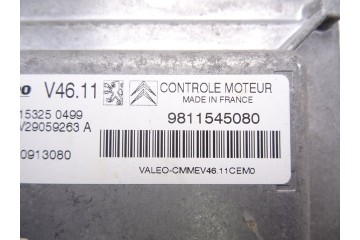 V46.11
CONTROLE MOTEUR
MADE IN FRANCE
15325 0499
V29059263 A
9811545080
0913080
VALEO-CMMEV46.11CEM0